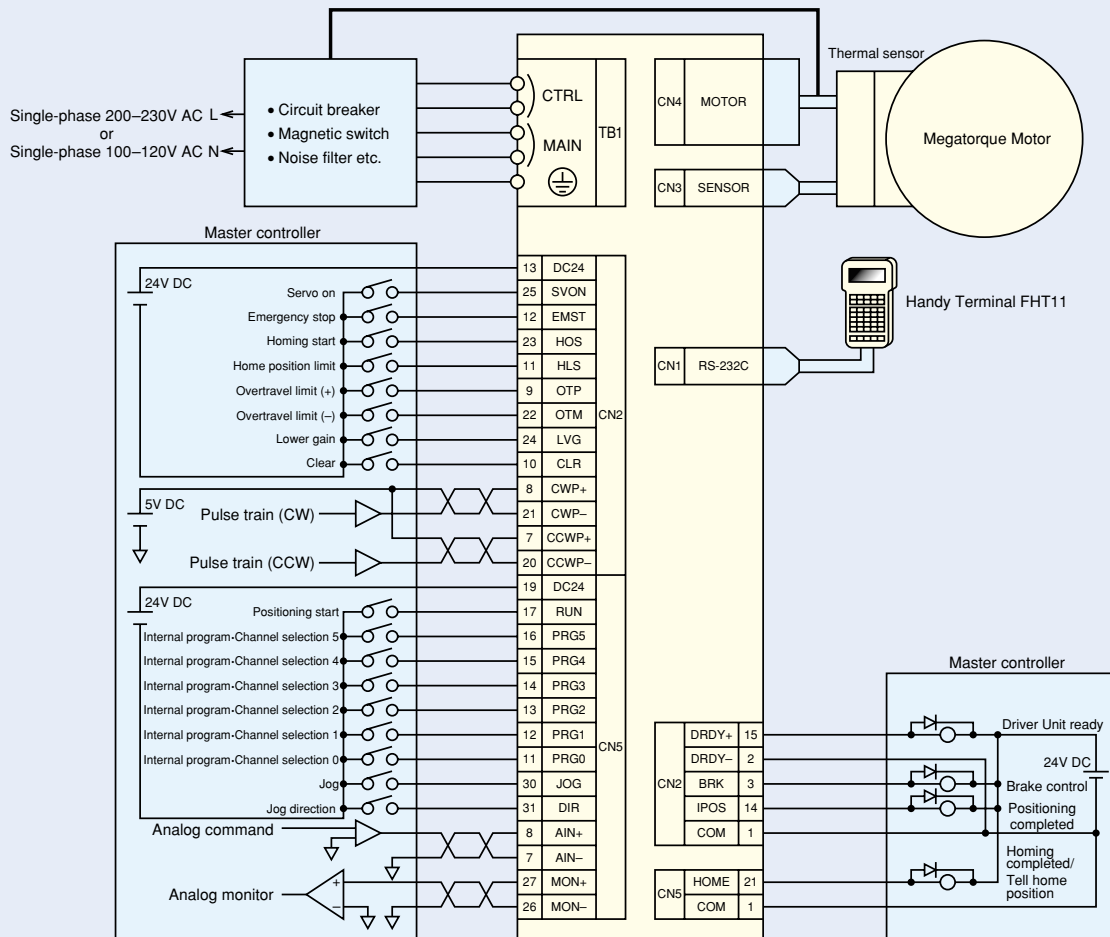 Thermal sensor
Single-phase 200–230V AC L
or
Single-phase 100–120V AC N
• Circuit breaker
• Magnetic switch
• Noise filter etc.
CTRL
MAIN
TB1
CN4 MOTOR
CN3 SENSOR
Megatorque Motor
Handy Terminal FHT11
CN1 RS-232C
Master controller
24V DC
13 DC24
Servo on 25 SVON
Emergency stop 12 EMST
Homing start 23 HOS
Home position limit 11 HLS
Overtravel limit (+) 9 OTP
Overtravel limit (–) 22 OTM
CN2
Lower gain 24 LVG
Clear 10 CLR
5V DC
8 CWP+
Pulse train (CW) 21 CWP–
7 CCWP+
Pulse train (CCW) 20 CCWP–
24V DC
19 DC24
Positioning start 17 RUN
Internal program-Channel selection 5 16 PRG5
Internal program-Channel selection 4 15 PRG4
Internal program-Channel selection 3 14 PRG3
Internal program-Channel selection 2 13 PRG2
Internal program-Channel selection 1 12 PRG1
CN5
Internal program-Channel selection 0 11 PRG0
Jog 30 JOG
Jog direction 31 DIR
Analog command 8 AIN+
7 AIN–
Analog monitor + 27 MON+
– 26 MON–
Master controller
CN2
DRDY+ 15
DRDY– 2
BRK 3
IPOS 14
COM 1
CN5
HOME 21
COM 1
Driver Unit ready
24V DC
Brake control
Positioning
completed
Homing
completed/
Tell home
position